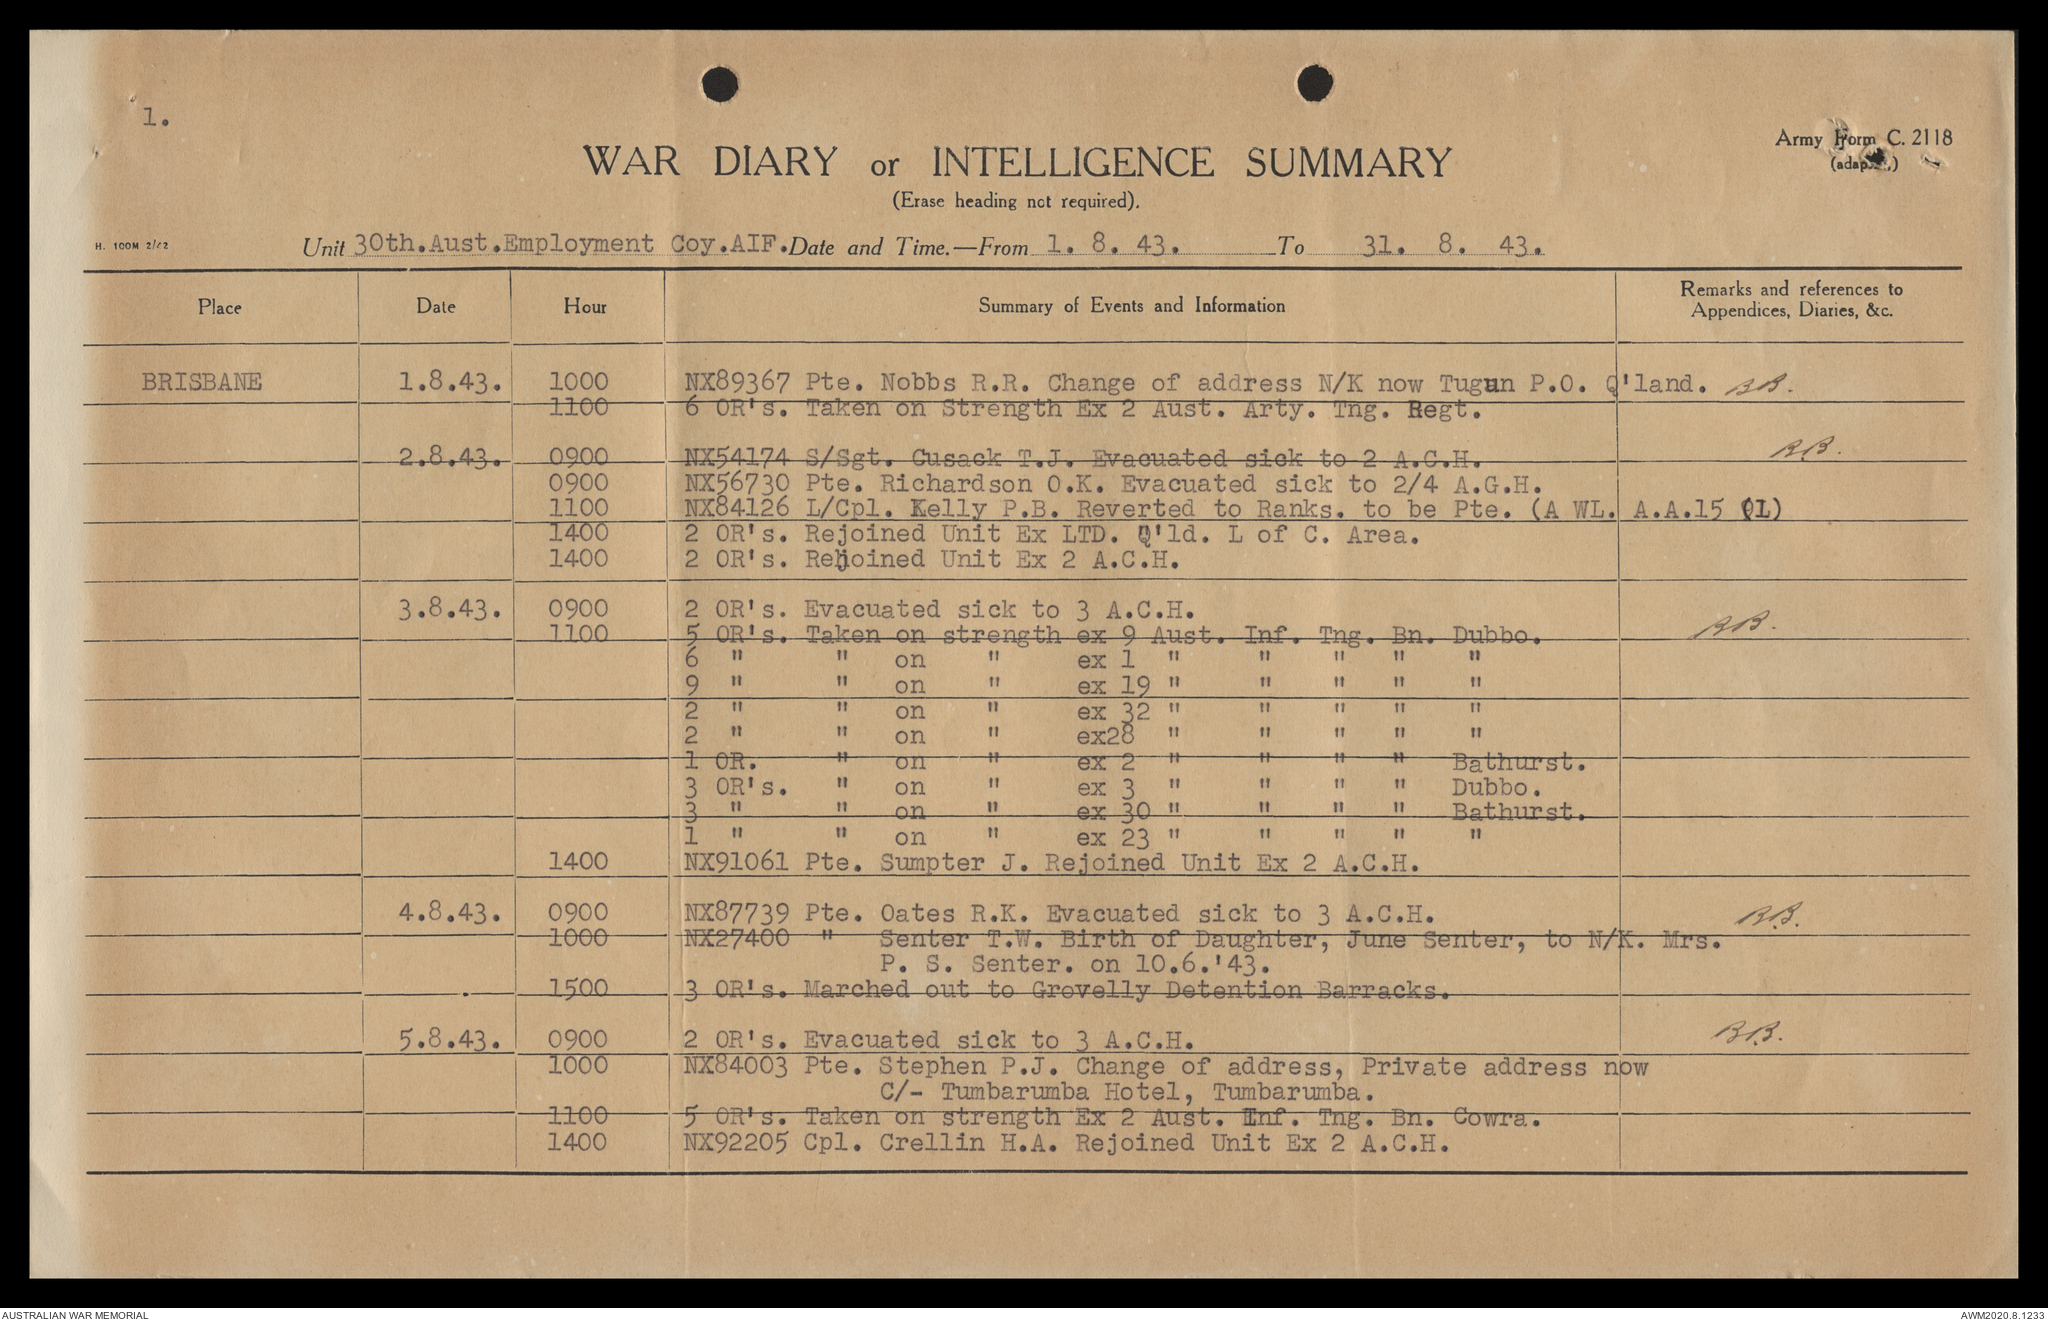 1.
Army Form C. 2118
WAR DIARY or INTELLIGENCE SUMMARY
(Erase heading not required).
H. 100M 2/42
Unit 30th.Aust.Employment Coy.AIF. Date and Time.—From 1. 8. 43. To 31. 8. 43.
Place Date Hour Summary of Events and Information Remarks and references to
Appendices, Diaries, &c.
BRISBANE 1.8.43. 1000 NX89367 Pte. Nobbs R.R. Change of address N/K now Tugun P.O. Q'land. RB.
1100 6 OR's. Taken on Strength Ex 2 Aust. Arty. Tng. Regt.
2.8.43. 0900 NX54174 S/Sgt. Cusack T.J. Evacuated sick to 2 A.C.H. RB.
0900 NX56730 Pte. Richardson O.K. Evacuated sick to 2/4 A.G.H.
1100 NX84126 L/Cpl. Kelly P.B. Reverted to Ranks. to be Pte. (A WL. A.A.15 (1)
1400 2 OR's. Rejoined Unit Ex LTD. Q'ld. L of C. Area.
1400 2 OR's. Rejoined Unit Ex 2 A.C.H.
3.8.43. 0900 2 OR's. Evacuated sick to 3 A.C.H.
1100 5 OR's. Taken on strength ex 9 Aust. Inf. Tng. Bn. Dubbo. RB.
6 " " on " ex 1 " " " " "
9 " " on " ex 19 " " " " "
2 " " on " ex 32 " " " " "
2 " " on " ex28 " " " " "
1 OR. " on " ex 2 " " " " Bathurst.
3 OR's. " on " ex 3 " " " " Dubbo.
3 " " on " ex 30 " " " " Bathurst.
1 " " on " ex 23 " " " " "
1400 NX91061 Pte. Sumpter J. Rejoined Unit Ex 2 A.C.H.
4.8.43. 0900 NX87739 Pte. Oates R.K. Evacuated sick to 3 A.C.H. RB.
1000 NX27400 " Senter T.W. Birth of Daughter, June Senter, to N/K. Mrs.
P. S. Senter. on 10.6.'43.
1500 3 OR's. Marched out to Grovelly Detention Barracks.
5.8.43. 0900 2 OR's. Evacuated sick to 3 A.C.H. RB.
1000 NX84003 Pte. Stephen P.J. Change of address, Private address now
C/- Tumbarumba Hotel, Tumbarumba.
1100 5 OR's. Taken on strength Ex 2 Aust. Inf. Tng. Bn. Cowra.
1400 NX92205 Cpl. Crellin H.A. Rejoined Unit Ex 2 A.C.H.
AUSTRALIAN WAR MEMORIAL AWM2020.8.1233